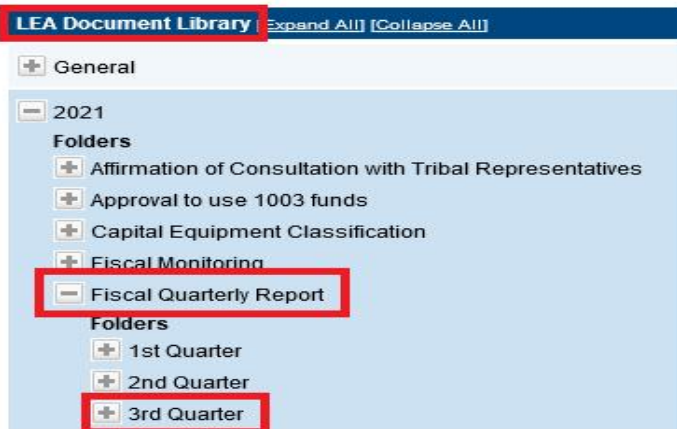 LEA Document Library [Expand All] [Collapse All]
General
2021
Folders
Affirmation of Consultation with Tribal Representatives
Approval to use 1003 funds
Capital Equipment Classification
Fiscal Monitoring
Fiscal Quarterly Report
Folders
1st Quarter
2nd Quarter
3rd Quarter